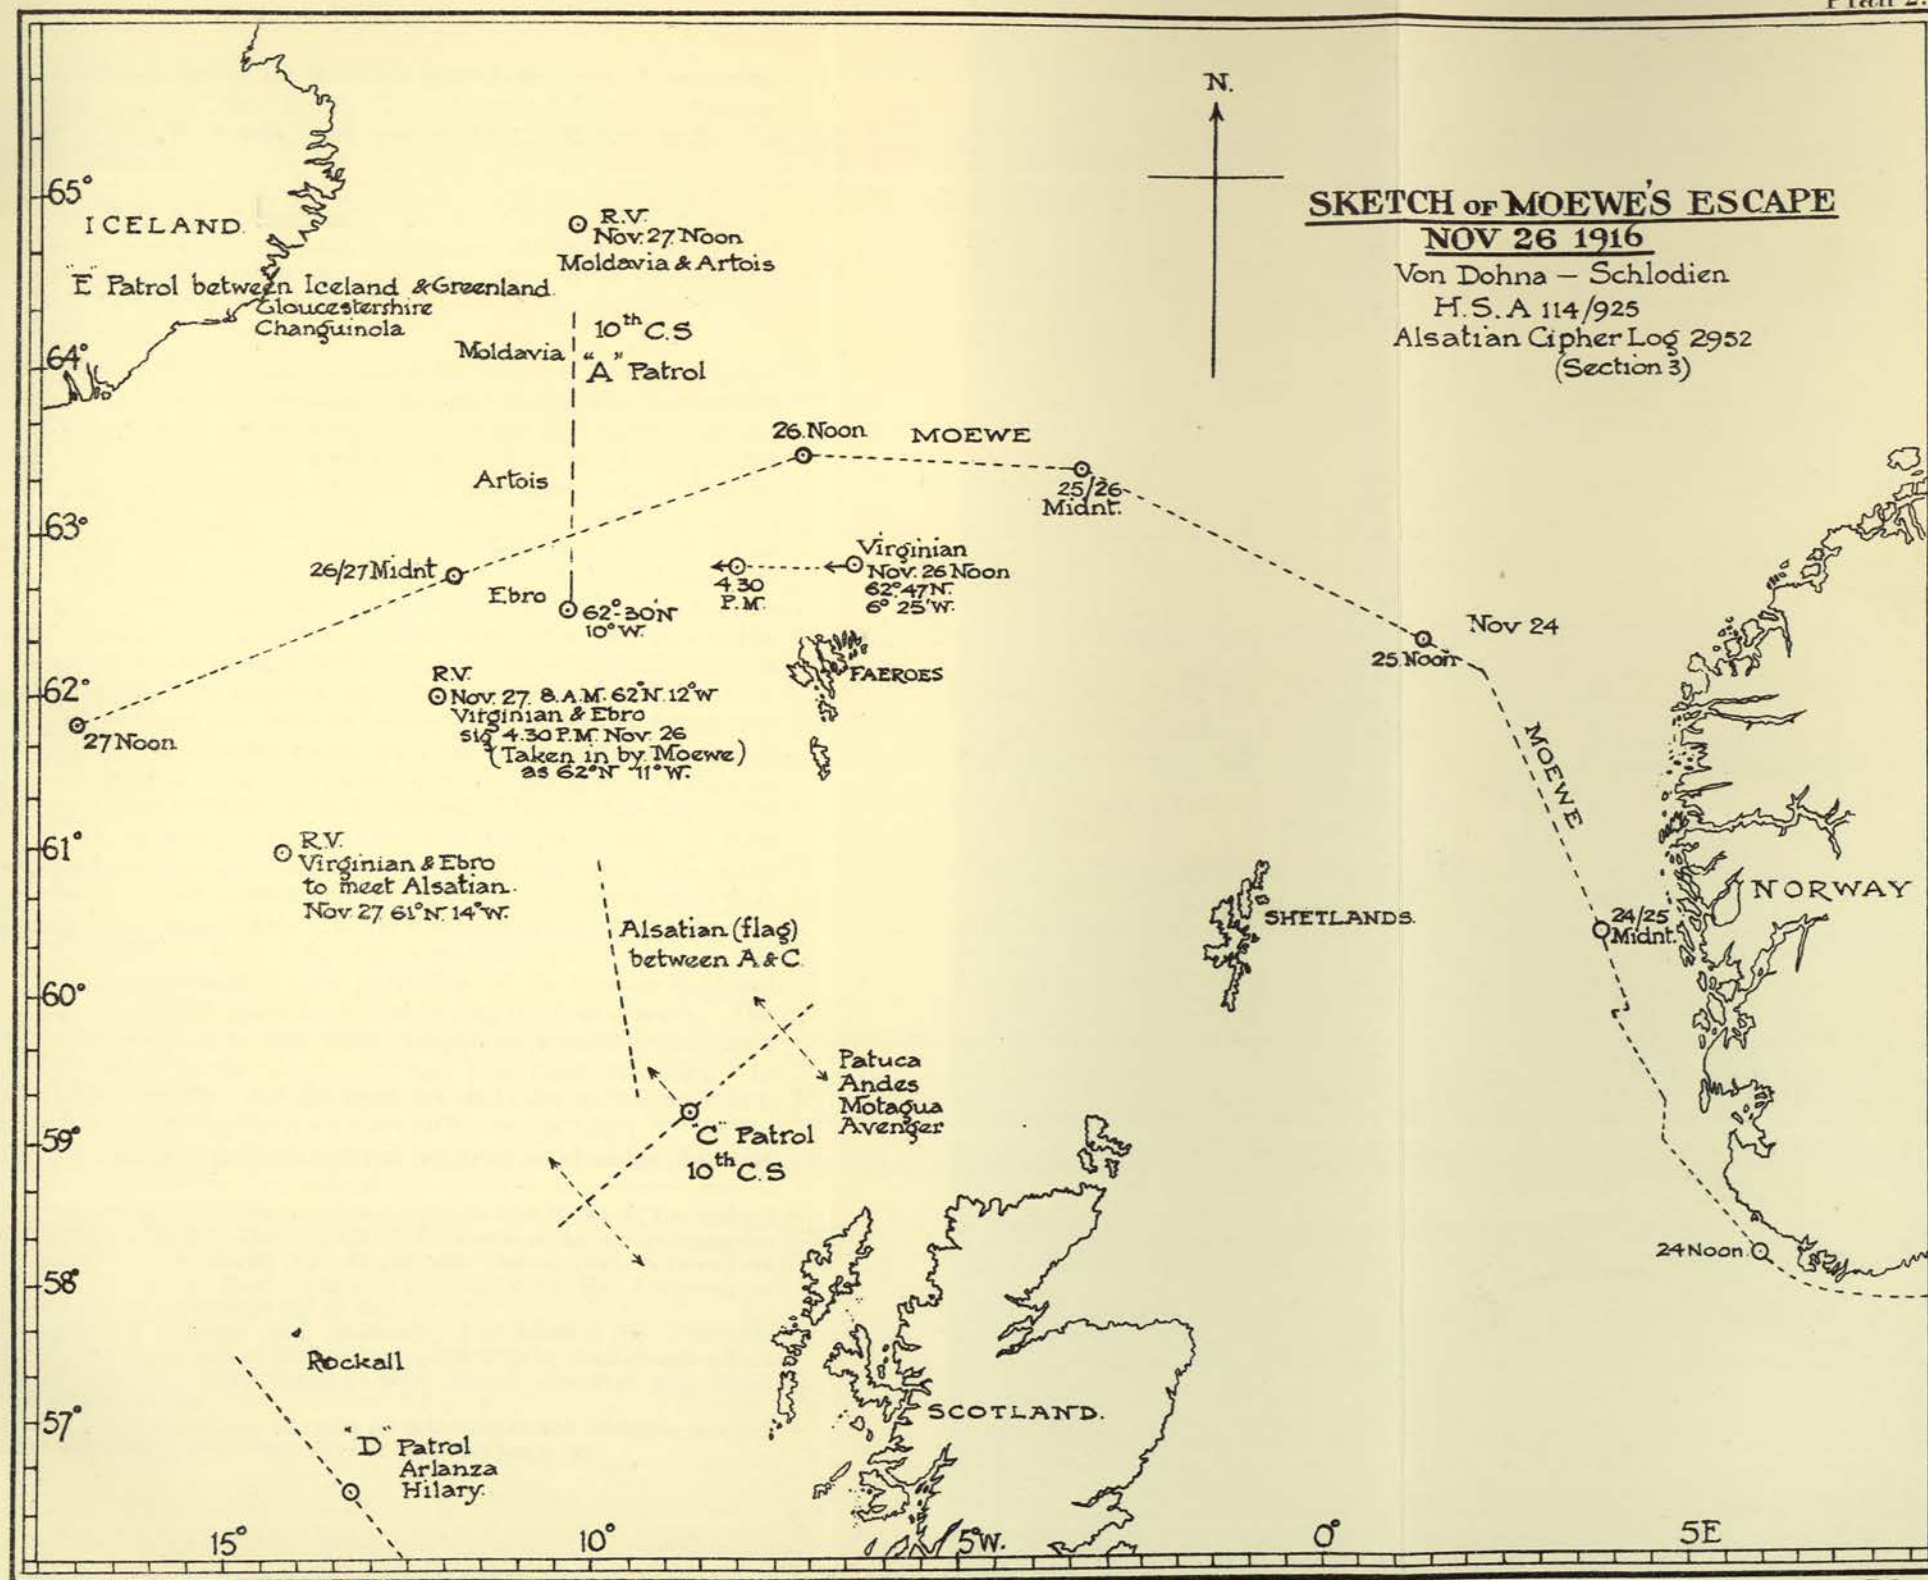 Plan 2.
N.
SKETCH OF MOEWE'S ESCAPE
NOV 26 1916
Von Dohna – Schlodien
H.S.A 114/925
Alsatian Cipher Log 2952
(Section 3)
65°
ICELAND.
R.V.
Nov. 27. Noon
Moldavia & Artois
"E" Patrol between Iceland & Greenland.
Gloucestershire
Changuinola
10th C.S
"A" Patrol
Moldavia
64°
26. Noon
MOEWE
Artois
25/26
Midnt.
63°
26/27 Midnt
Ebro
62°-30'N
10°W.
4.30
P.M.
Virginian
Nov. 26 Noon
62°.47'N.
6° 25'W.
Nov 24
25 Noon
FAEROES
62°
27 Noon
R.V.
Nov. 27. 8.A.M. 62°N. 12°W
Virginian & Ebro
sig 4.30 P.M. Nov. 26
(Taken in by Moewe)
as 62°N 11°W.
MOEWE
61°
R.V.
Virginian & Ebro
to meet Alsatian.
Nov 27. 61°N. 14°W.
Alsatian (flag)
between A & C.
SHETLANDS.
NORWAY
24/25
Midnt.
60°
Patuca
Andes
Motagua
Avenger
59°
"C" Patrol
10th C.S
24 Noon.
58°
Rockall
57°
SCOTLAND.
"D" Patrol
Arlanza
Hilary.
15°
10°
5°W.
0°
5E